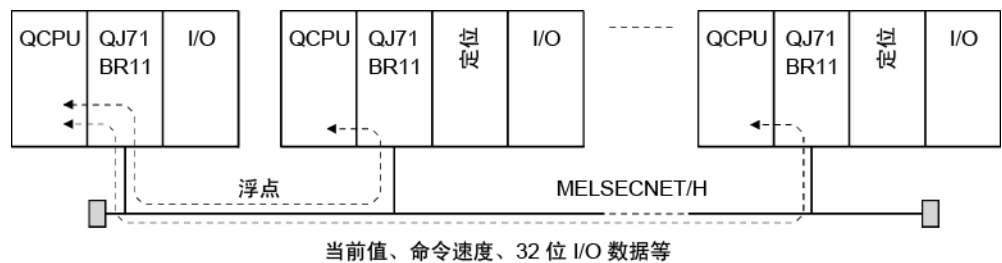 QCPU QJ71 BR11 I/O
QCPU QJ71 BR11 定位 I/O
QCPU QJ71 BR11 定位 I/O
浮点
MELSECNET/H
当前值、命令速度、32 位 I/O 数据等